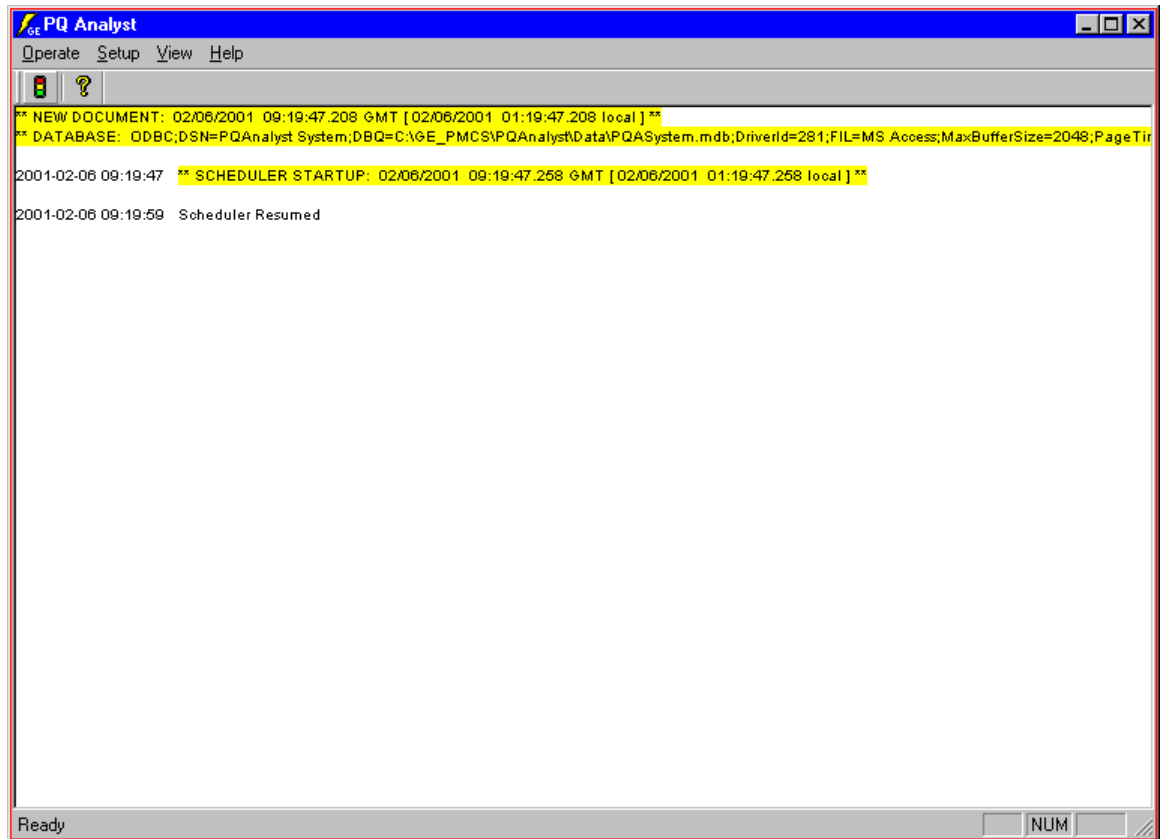 GE PQ Analyst
Operate Setup View Help
** NEW DOCUMENT: 02/06/2001 09:19:47.208 GMT [ 02/06/2001 01:19:47.208 local ] **
** DATABASE: ODBC;DSN=PQAnalyst System;DBQ=C:\GE_PMCS\PQAnalyst\Data\PQASystem.mdb;DriverId=281;FIL=MS Access;MaxBufferSize=2048;PageTir
2001-02-06 09:19:47 ** SCHEDULER STARTUP: 02/06/2001 09:19:47.258 GMT [ 02/06/2001 01:19:47.258 local ] **
2001-02-06 09:19:59 Scheduler Resumed
Ready NUM